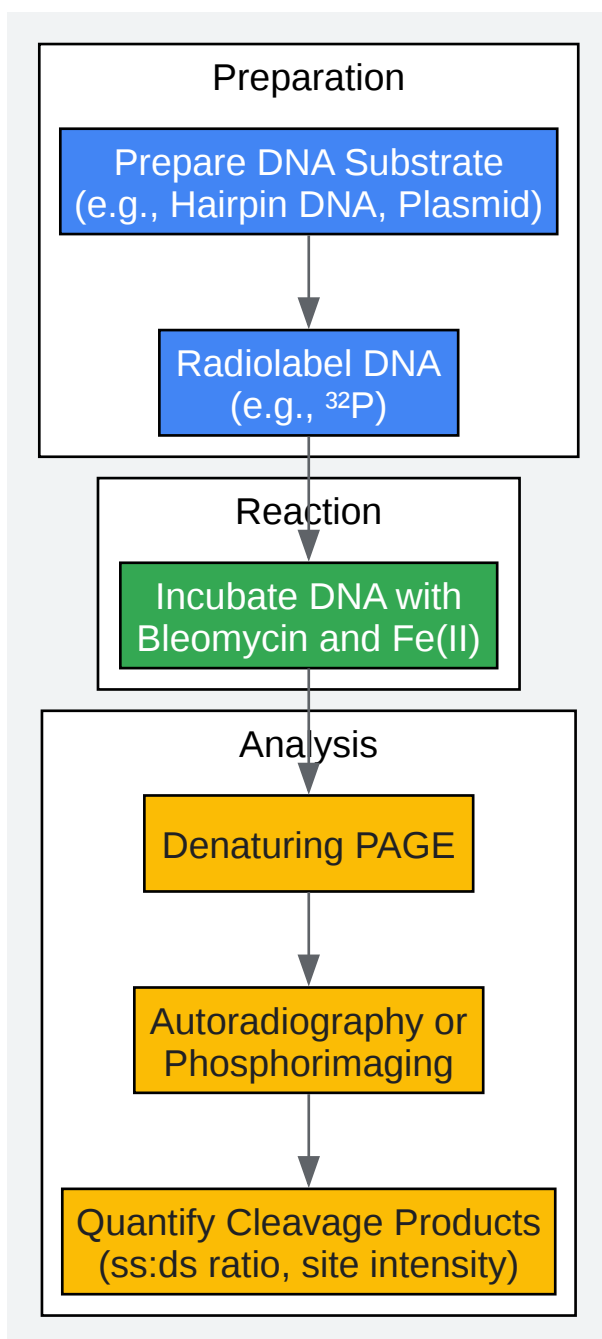 Preparation
Prepare DNA Substrate
(e.g., Hairpin DNA, Plasmid)
Radiolabel DNA
(e.g., ³²P)
Reaction
Incubate DNA with
Bleomycin and Fe(II)
Analysis
Denaturing PAGE
Autoradiography or
Phosphorimaging
Quantify Cleavage Products
(ss:ds ratio, site intensity)